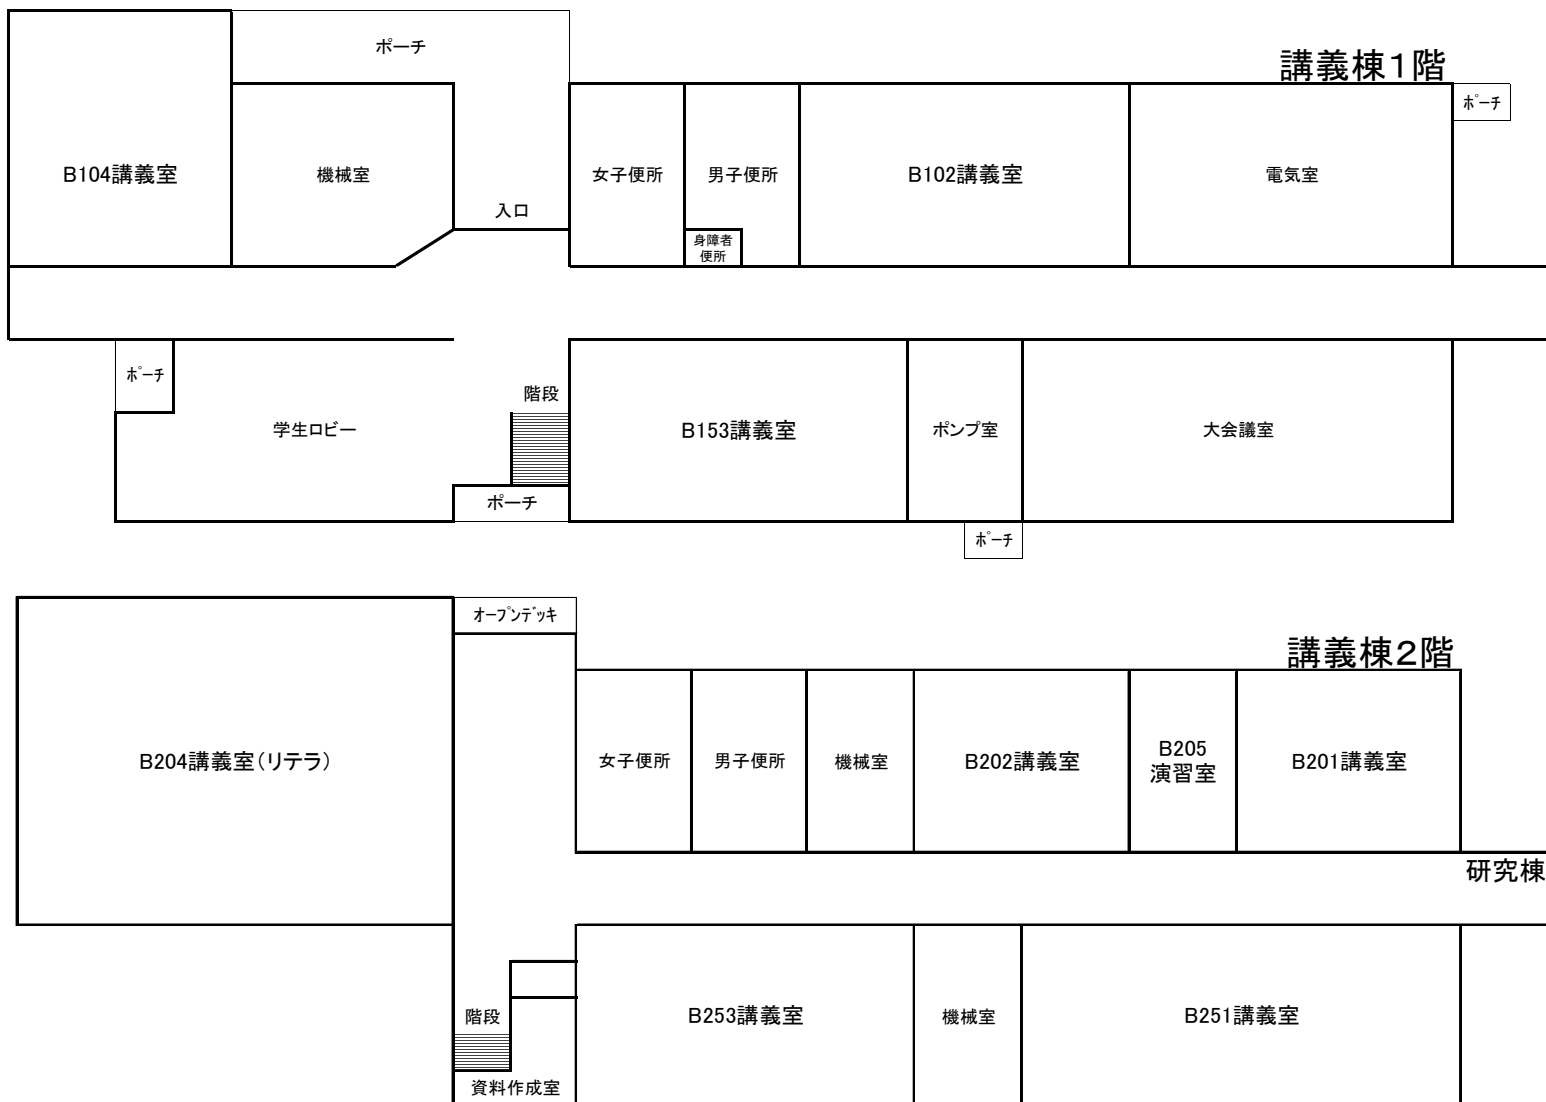 ポーチ
講義棟1階
ﾎﾟｰﾁ
B104講義室
機械室
女子便所
男子便所
B102講義室
電気室
入口
身障者
便所
ﾎﾟｰﾁ
階段
学生ロビー
B153講義室
ポンプ室
大会議室
ポーチ
ﾎﾟｰﾁ
ｵｰﾌﾟﾝﾃﾞｯｷ
講義棟2階
B204講義室(リテラ)
女子便所
男子便所
機械室
B202講義室
B205
演習室
B201講義室
研究棟
階段
B253講義室
機械室
B251講義室
資料作成室